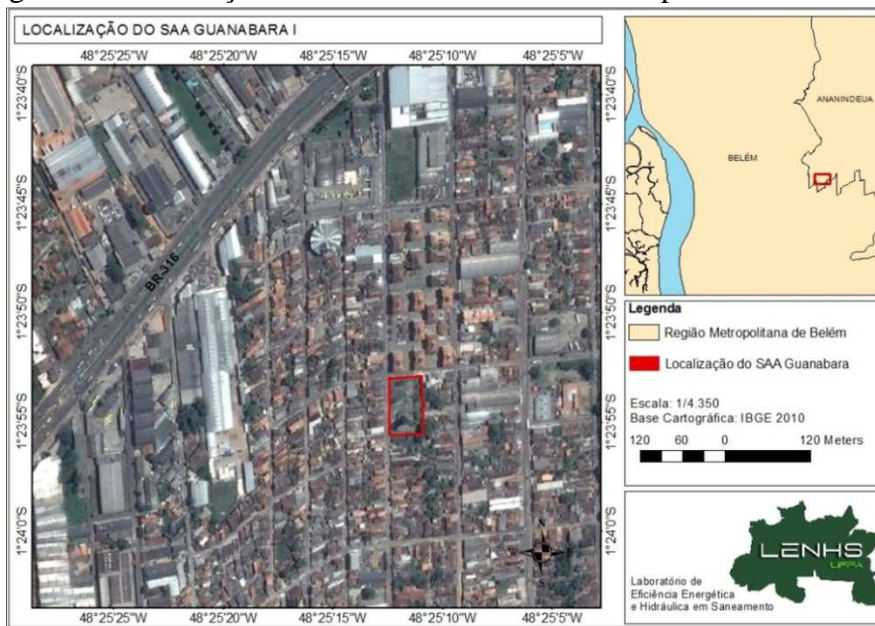 LOCALIZAÇÃO DO SAA GUANABARA I
48°25'25"W 48°25'20"W 48°25'15"W 48°25'10"W 48°25'5"W
1°23'40"S 1°23'40"S
1°23'45"S 1°23'45"S
1°23'50"S 1°23'50"S
1°23'55"S 1°23'55"S
1°24'0"S 1°24'0"S
BR-316
N
S
48°25'25"W 48°25'20"W 48°25'15"W 48°25'10"W 48°25'5"W
ANANINDEUA
BELÉM
Legenda
Região Metropolitana de Belém
Localização do SAA Guanabara
Escala: 1/4.350
Base Cartográfica: IBGE 2010
120 60 0 120 Meters
LENHS
UFPA
Laboratório de
Eficiência Energética
e Hidráulica em Saneamento